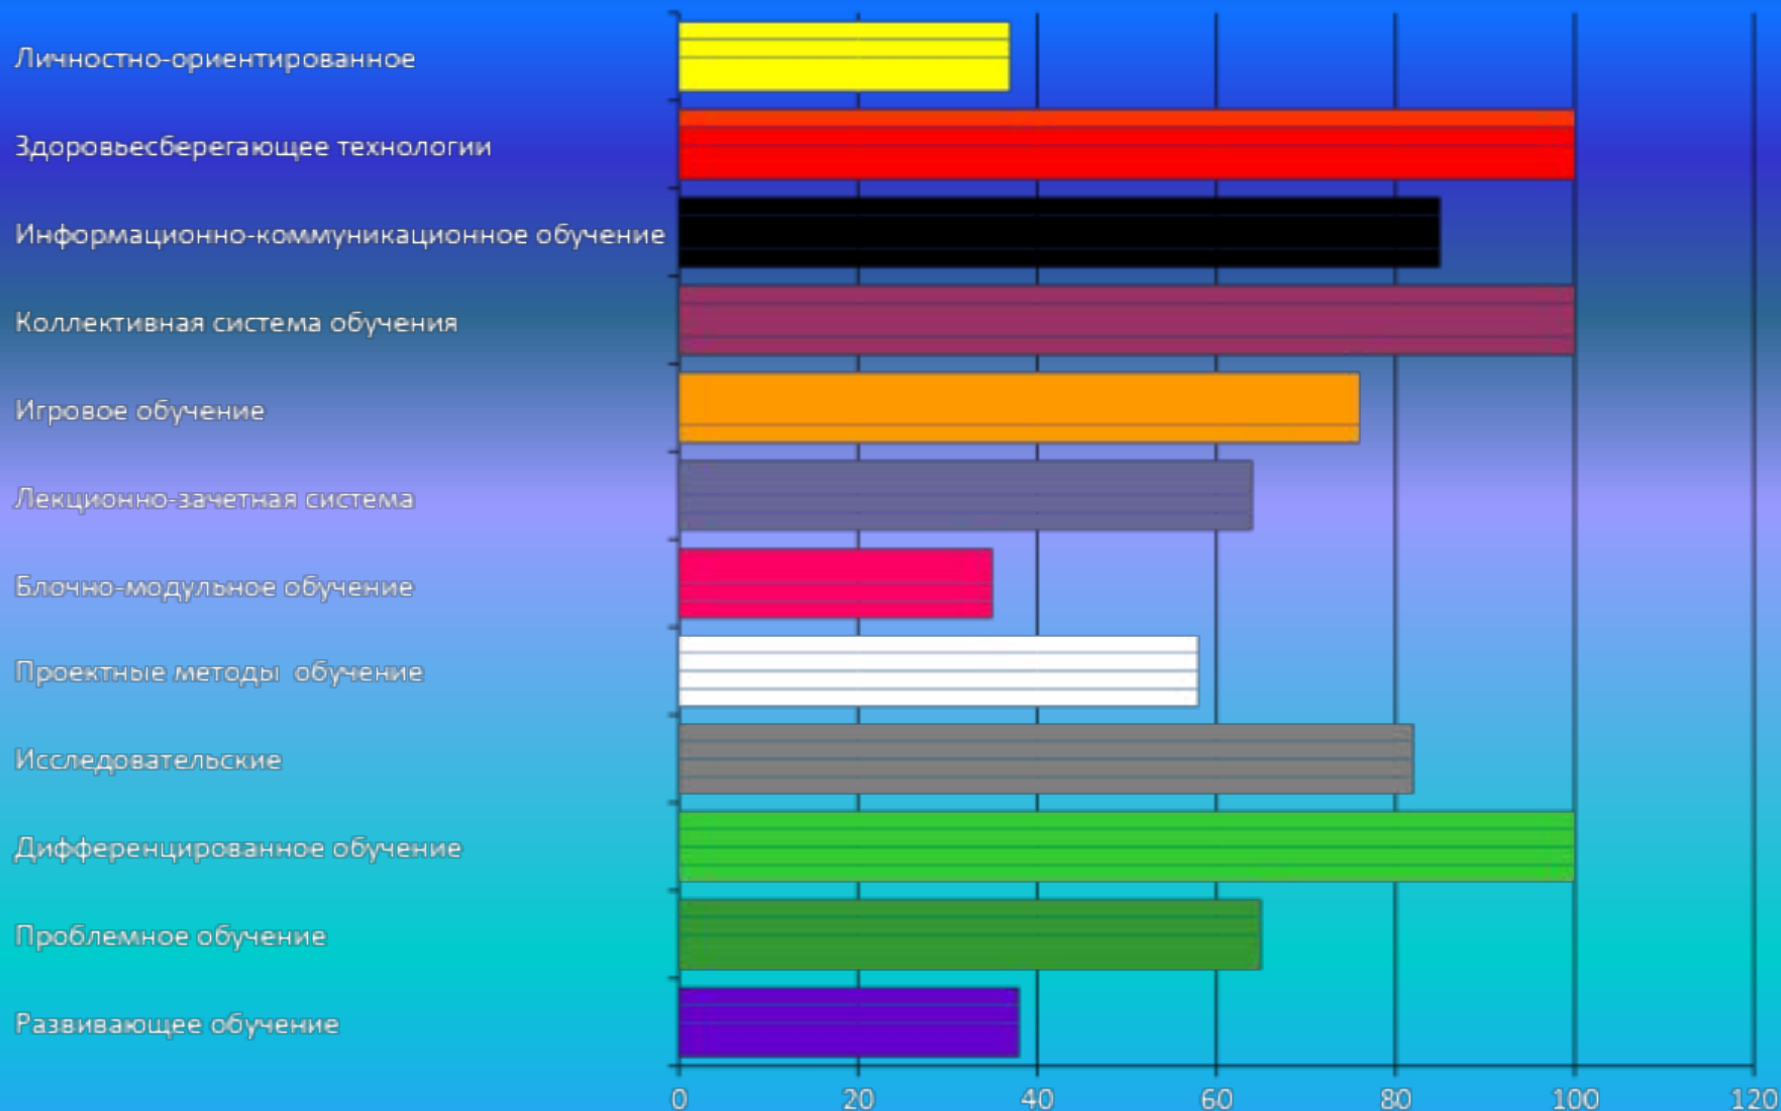 Личностно-ориентированное
Здоровьесберегающее технологии
Информационно-коммуникационное обучение
Коллективная система обучения
Игровое обучение
Лекционно-зачетная система
Блочно-модульное обучение
Проектные методы  обучение
Исследовательские
Дифференцированное обучение
Проблемное обучение
Развивающее обучение
0 20 40 60 80 100 120